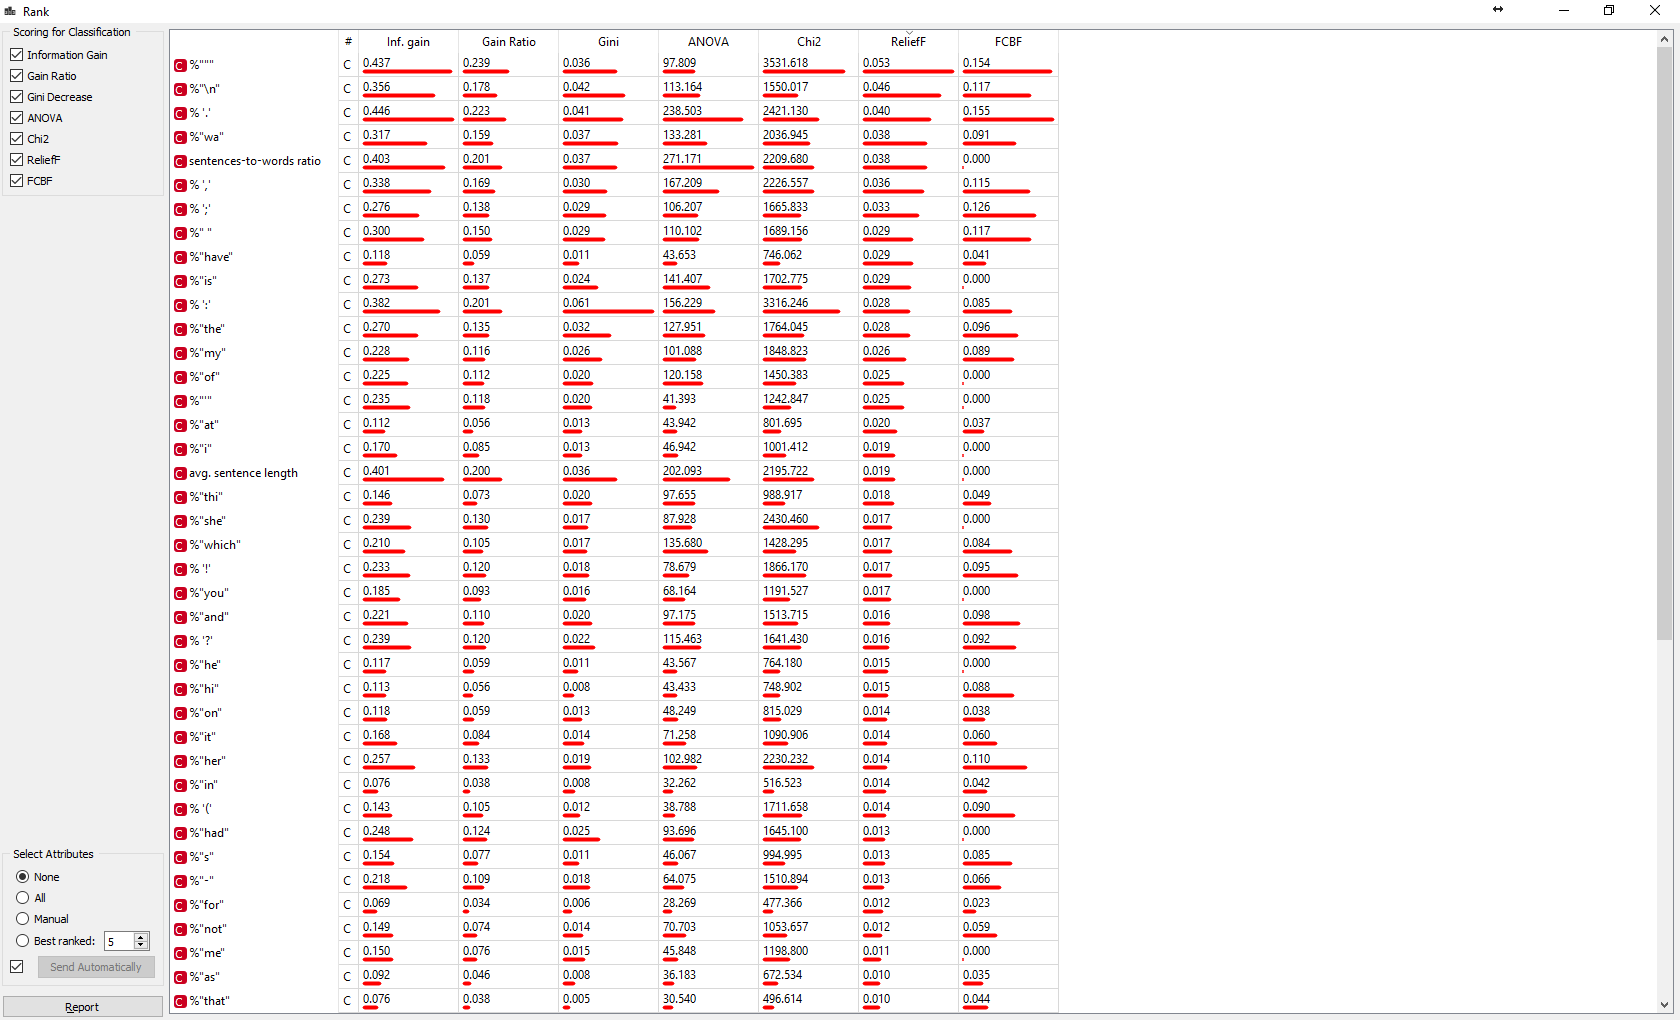 Rank
Scoring for Classification
Information Gain
Gain Ratio
Gini Decrease
ANOVA
Chi2
ReliefF
FCBF
# Inf. gain Gain Ratio Gini ANOVA Chi2 ReliefF FCBF
C %""" C 0.437 0.239 0.036 97.809 3531.618 0.053 0.154
C %"\n" C 0.356 0.178 0.042 113.164 1550.017 0.046 0.117
C % '.' C 0.446 0.223 0.041 238.503 2421.130 0.040 0.155
C %"wa" C 0.317 0.159 0.037 133.281 2036.945 0.038 0.091
C sentences-to-words ratio C 0.403 0.201 0.037 271.171 2209.680 0.038 0.000
C % ',' C 0.338 0.169 0.030 167.209 2226.557 0.036 0.115
C % ';' C 0.276 0.138 0.029 106.207 1665.833 0.033 0.126
C %" " C 0.300 0.150 0.029 110.102 1689.156 0.029 0.117
C %"have" C 0.118 0.059 0.011 43.653 746.062 0.029 0.041
C %"is" C 0.273 0.137 0.024 141.407 1702.775 0.029 0.000
C % ':' C 0.382 0.201 0.061 156.229 3316.246 0.028 0.085
C %"the" C 0.270 0.135 0.032 127.951 1764.045 0.028 0.096
C %"my" C 0.228 0.116 0.026 101.088 1848.823 0.026 0.089
C %"of" C 0.225 0.112 0.020 120.158 1450.383 0.025 0.000
C %"'" C 0.235 0.118 0.020 41.393 1242.847 0.025 0.000
C %"at" C 0.112 0.056 0.013 43.942 801.695 0.020 0.037
C %"i" C 0.170 0.085 0.013 46.942 1001.412 0.019 0.000
C avg. sentence length C 0.401 0.200 0.036 202.093 2195.722 0.019 0.000
C %"thi" C 0.146 0.073 0.020 97.655 988.917 0.018 0.049
C %"she" C 0.239 0.130 0.017 87.928 2430.460 0.017 0.000
C %"which" C 0.210 0.105 0.017 135.680 1428.295 0.017 0.084
C % '!' C 0.233 0.120 0.018 78.679 1866.170 0.017 0.095
C %"you" C 0.185 0.093 0.016 68.164 1191.527 0.017 0.000
C %"and" C 0.221 0.110 0.020 97.175 1513.715 0.016 0.098
C % '?' C 0.239 0.120 0.022 115.463 1641.430 0.016 0.092
C %"he" C 0.117 0.059 0.011 43.567 764.180 0.015 0.000
C %"hi" C 0.113 0.056 0.008 43.433 748.902 0.015 0.088
C %"on" C 0.118 0.059 0.013 48.249 815.029 0.014 0.038
C %"it" C 0.168 0.084 0.014 71.258 1090.906 0.014 0.060
C %"her" C 0.257 0.133 0.019 102.982 2230.232 0.014 0.110
C %"in" C 0.076 0.038 0.008 32.262 516.523 0.014 0.042
C % '(' C 0.143 0.105 0.012 38.788 1711.658 0.014 0.090
C %"had" C 0.248 0.124 0.025 93.696 1645.100 0.013 0.000
C %"s" C 0.154 0.077 0.011 46.067 994.995 0.013 0.085
C %"-" C 0.218 0.109 0.018 64.075 1510.894 0.013 0.066
C %"for" C 0.069 0.034 0.006 28.269 477.366 0.012 0.023
C %"not" C 0.149 0.074 0.014 70.703 1053.657 0.012 0.059
C %"me" C 0.150 0.076 0.015 45.848 1198.800 0.011 0.000
C %"as" C 0.092 0.046 0.008 36.183 672.534 0.010 0.035
C %"that" C 0.076 0.038 0.005 30.540 496.614 0.010 0.044
Select Attributes
None
All
Manual
Best ranked: 5
Send Automatically
Report